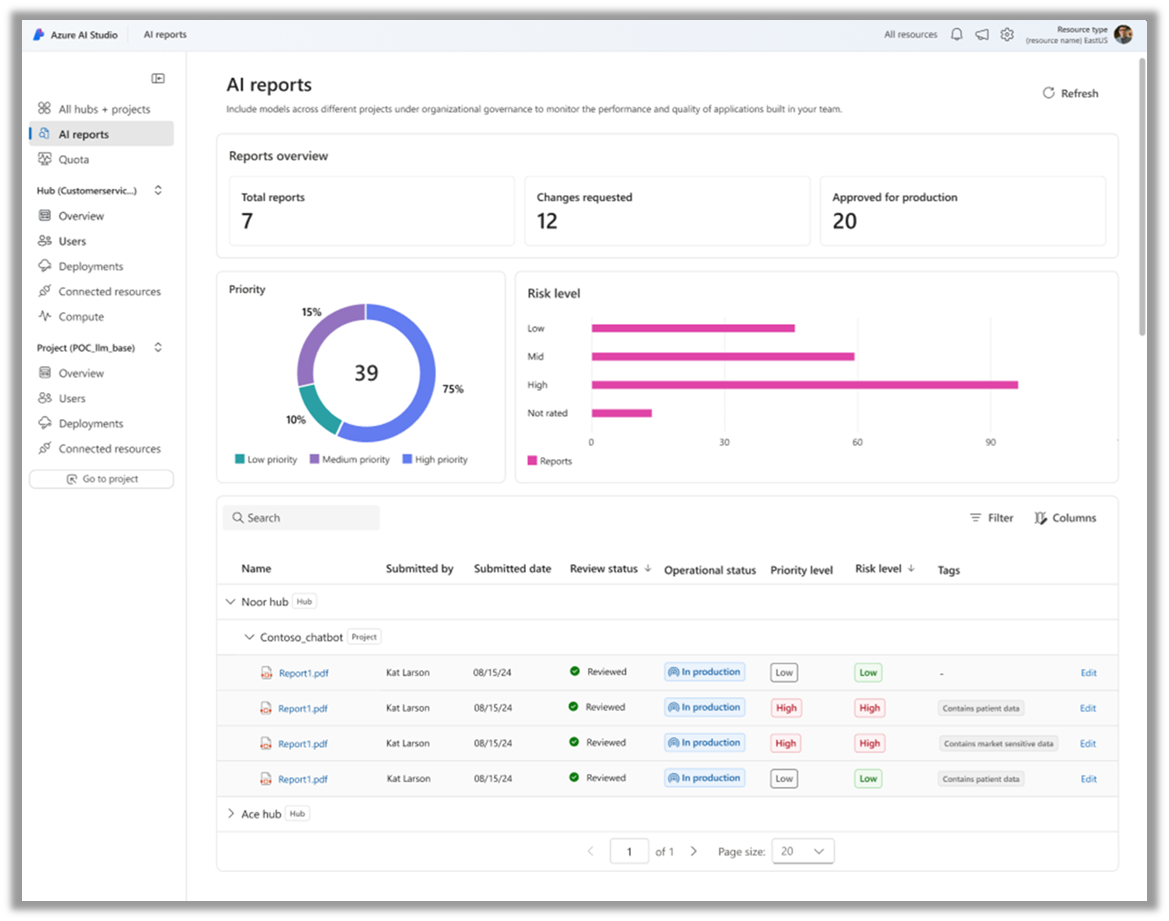 Azure AI Studio
AI reports
All resources
Resource type
(resource name) EastUS
All hubs + projects
AI reports
Quota
Hub (Customerservic...)
Overview
Users
Deployments
Connected resources
Compute
Project (POC_llm_base)
Overview
Users
Deployments
Connected resources
Go to project
AI reports
Refresh
Include models across different projects under organizational governance to monitor the performance and quality of applications built in your team.
Reports overview
Total reports
7
Changes requested
12
Approved for production
20
Priority
15%
39
75%
10%
Low priority Medium priority High priority
Risk level
Low
Mid
High
Not rated
0 30 60 90
Reports
Search
Filter Columns
Name Submitted by Submitted date Review status Operational status Priority level Risk level Tags
Noor hub Hub
Contoso_chatbot Project
Report1.pdf Kat Larson 08/15/24 Reviewed In production Low Low - Edit
Report1.pdf Kat Larson 08/15/24 Reviewed In production High High Contains patient data Edit
Report1.pdf Kat Larson 08/15/24 Reviewed In production High High Contains market sensitive data Edit
Report1.pdf Kat Larson 08/15/24 Reviewed In production Low Low Contains patient data Edit
Ace hub Hub
1 of 1 Page size: 20